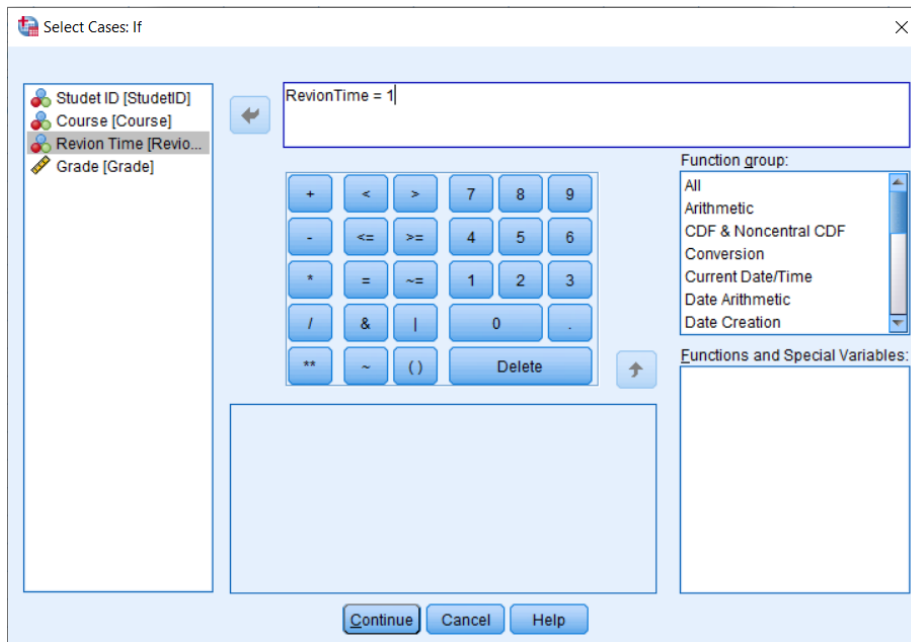 Select Cases: If
Studet ID [StudetID]
Course [Course]
Revion Time [Revio...
Grade [Grade]
RevionTime = 1
+ < > 7 8 9
- <= >= 4 5 6
* = ~= 1 2 3
/ & | 0 .
** ~ ( ) Delete
Function group:
All
Arithmetic
CDF & Noncentral CDF
Conversion
Current Date/Time
Date Arithmetic
Date Creation
Functions and Special Variables:
Continue Cancel Help